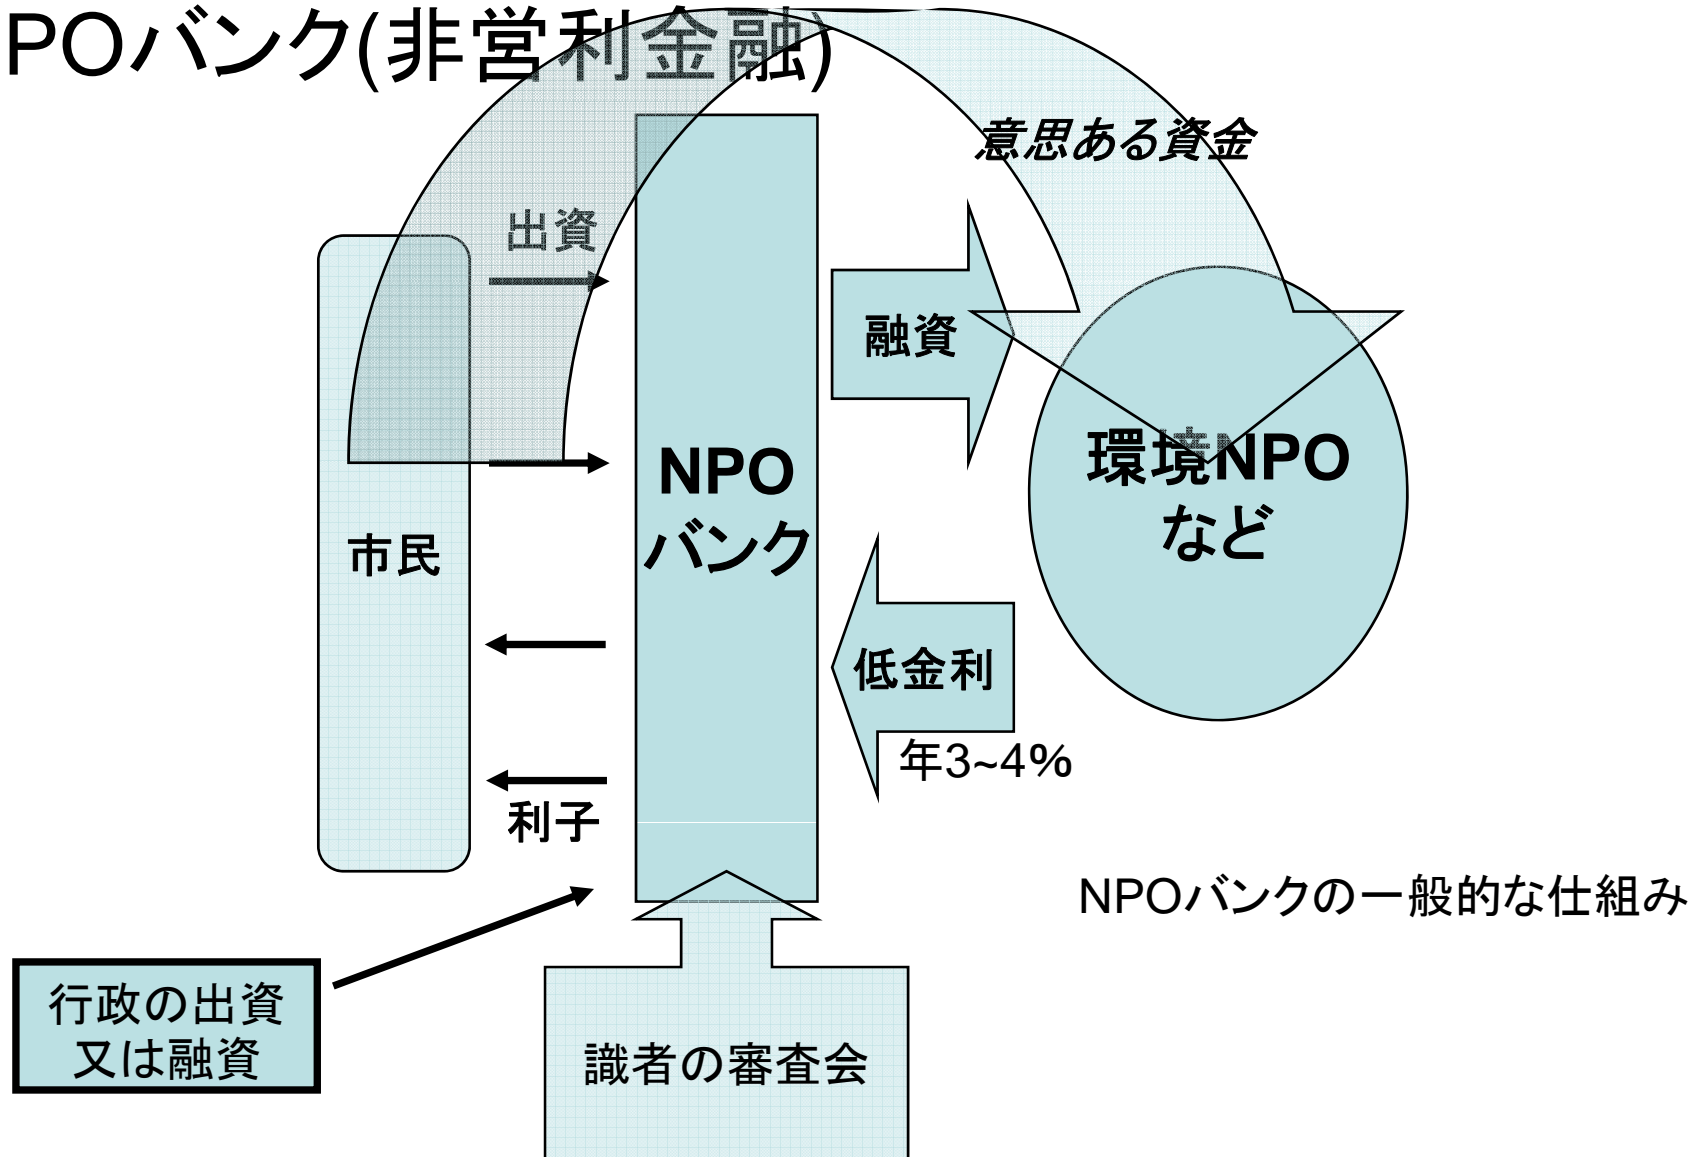 POバンク(非営利金融)
意思ある資金
出資
融資
市民
NPO
バンク
環境NPO
など
低金利
年3~4%
利子
NPOバンクの一般的な仕組み
行政の出資
又は融資
識者の審査会